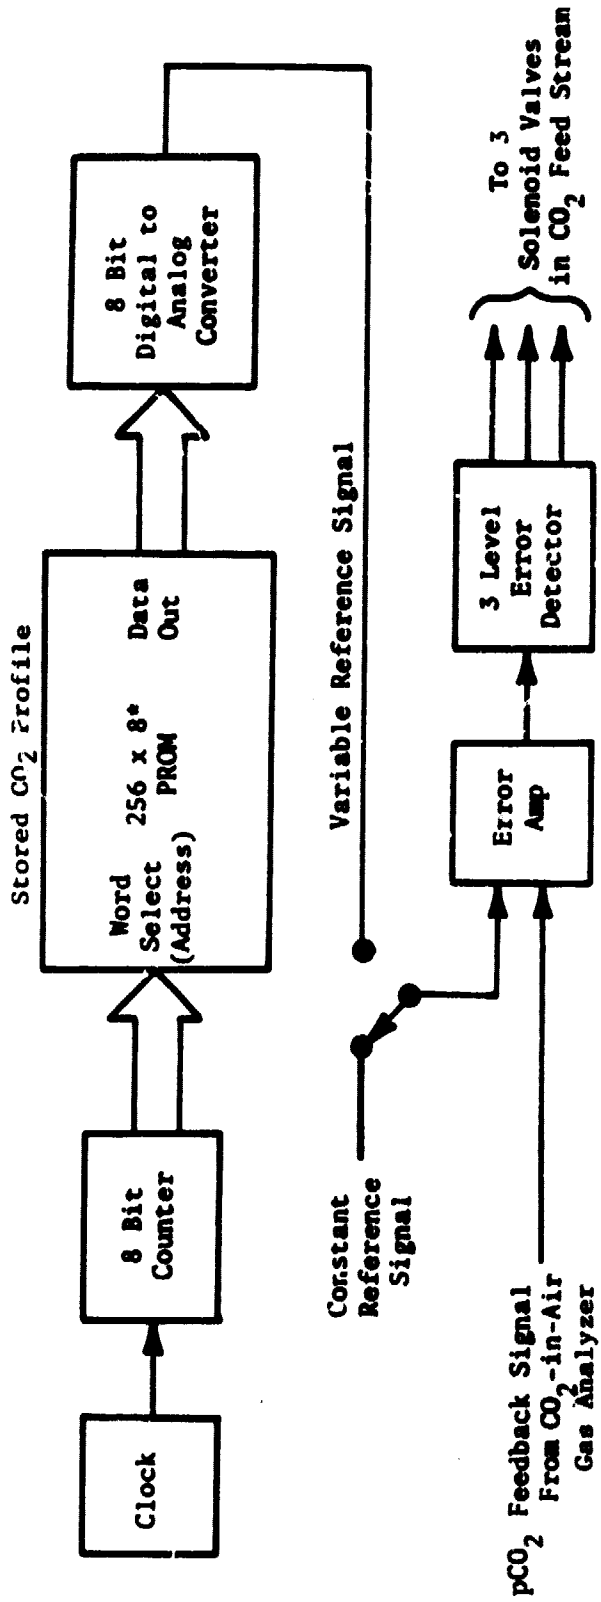 Stored CO2 Profile
Clock
8 Bit
Counter
Word
Select
(Address)
256 x 8*
PROM
Data
Out
8 Bit
Digital to
Analog
Converter
Variable Reference Signal
Constant
Reference
Signal
pCO2 Feedback Signal
From CO2-in-Air
Gas Analyzer
Error
Amp
3 Level
Error
Detector
To 3
Solenoid Valves
in CO2 Feed Stream